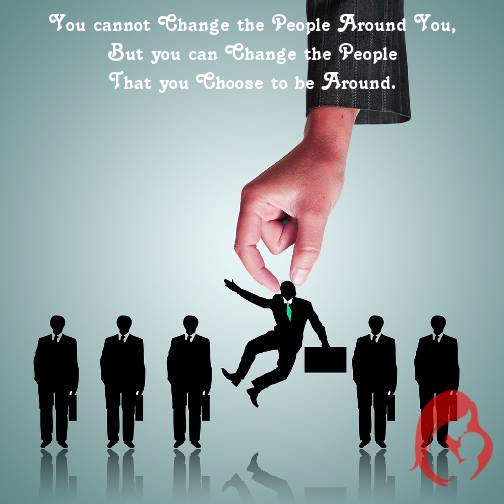 You cannot Change the People Around You,
But you can Change the People
That you Choose to be Around.